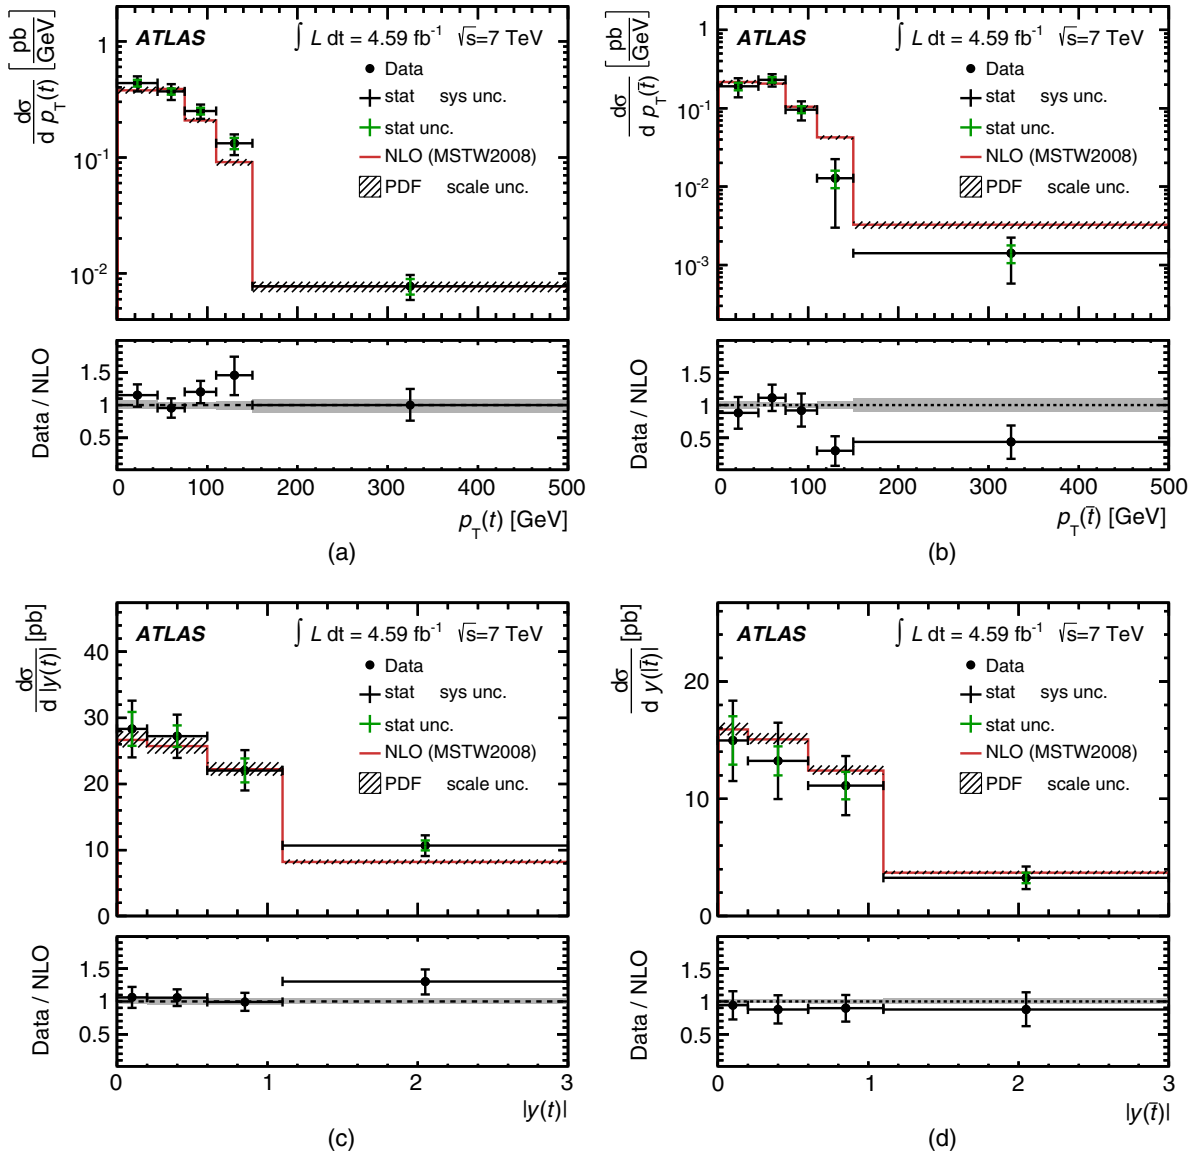 dσ / d p_T(t) [pb / GeV]
ATLAS ∫ L dt = 4.59 fb⁻¹ √s=7 TeV
Data
stat sys unc.
stat unc.
NLO (MSTW2008)
PDF scale unc.
1
10⁻¹
10⁻²
Data / NLO
1.5
1
0.5
0 100 200 300 400 500
p_T(t) [GeV]
(a)
dσ / d p_T(t̄) [pb / GeV]
ATLAS ∫ L dt = 4.59 fb⁻¹ √s=7 TeV
Data
stat sys unc.
stat unc.
NLO (MSTW2008)
PDF scale unc.
1
10⁻¹
10⁻²
10⁻³
Data / NLO
1.5
1
0.5
0 100 200 300 400 500
p_T(t̄) [GeV]
(b)
dσ / d |y(t)| [pb]
ATLAS ∫ L dt = 4.59 fb⁻¹ √s=7 TeV
Data
stat sys unc.
stat unc.
NLO (MSTW2008)
PDF scale unc.
40
30
20
10
0
Data / NLO
1.5
1
0.5
0 1 2 3
|y(t)|
(c)
dσ / d y(|t̄)| [pb]
ATLAS ∫ L dt = 4.59 fb⁻¹ √s=7 TeV
Data
stat sys unc.
stat unc.
NLO (MSTW2008)
PDF scale unc.
20
10
0
Data / NLO
1.5
1
0.5
0 1 2 3
|y(t̄)|
(d)